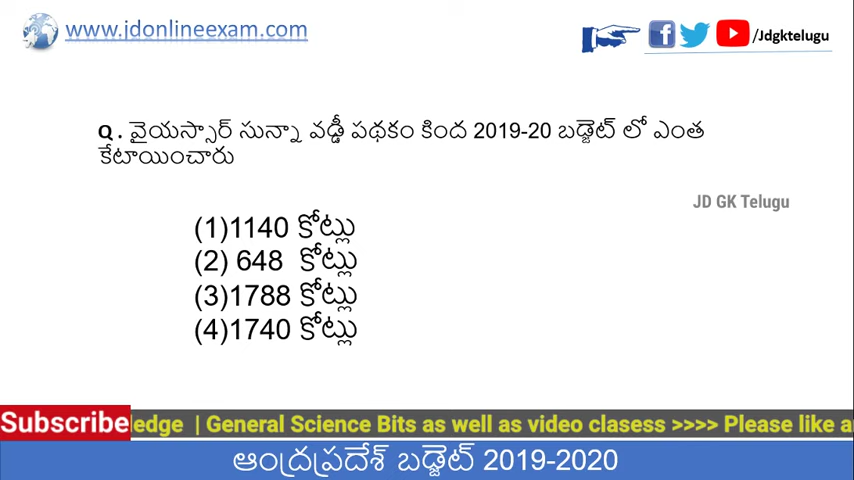 www.jdonlineexam.com
/Jdgktelugu
Q . వైయస్సార్ సున్నా వడ్డీ పథకం కింద 2019-20 బడ్జెట్ లో ఎంత
కేటాయించారు
JD GK Telugu
(1)1140 కోట్లు
(2) 648 కోట్లు
(3)1788 కోట్లు
(4)1740 కోట్లు
Subscribe
ledge | General Science Bits as well as video clasess >>>> Please like a
ఆంధ్రప్రదేశ్ బడ్జెట్ 2019-2020